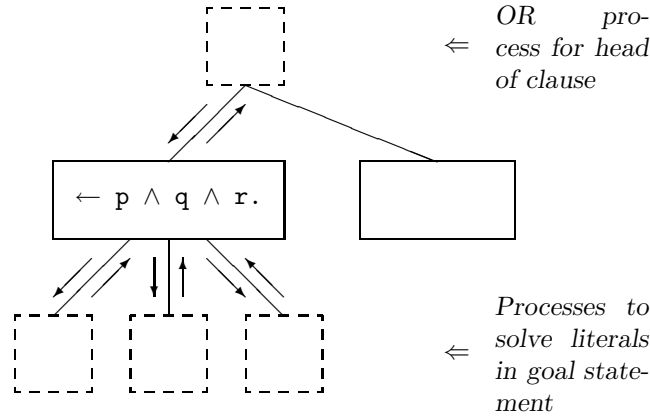 ⇐ OR pro-
cess for head
of clause
← p ∧ q ∧ r.
Processes to
⇐ solve literals
in goal state-
ment